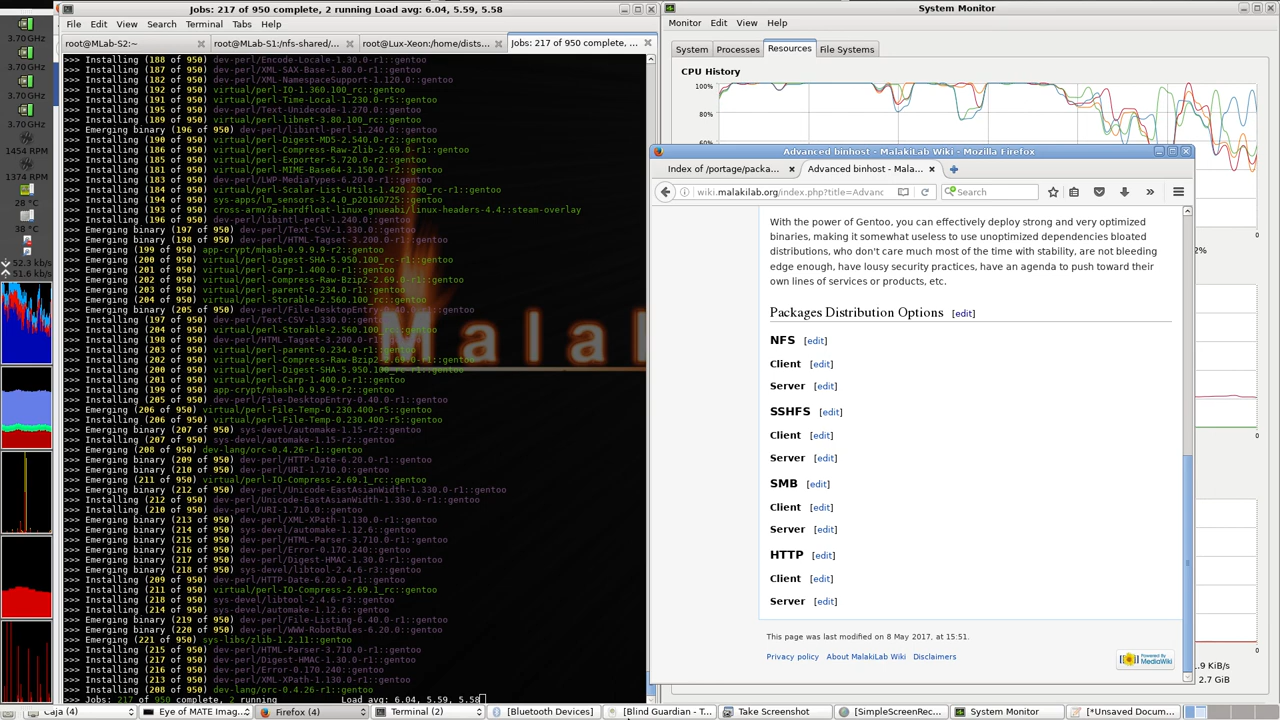 Jobs: 217 of 950 complete, 2 running Load avg: 6.04, 5.59, 5.58
File Edit View Search Terminal Tabs Help
root@MLab-S2:~
root@MLab-S1:/nfs-shared/...
root@Lux-Xeon:/home/dists...
Jobs: 217 of 950 complete, ...
3.70 GHz
3.70 GHz
3.70 GHz
3.70 GHz
1454 RPM
1374 RPM
28 °C
38 °C
52.3 kb/s
51.6 kb/s
>>> Installing (188 of 950) dev-perl/Encode-Locale-1.30.0-r1::gentoo
>>> Installing (187 of 950) dev-perl/XML-SAX-Base-1.80.0-r1::gentoo
>>> Installing (182 of 950) dev-perl/XML-NamespaceSupport-1.120.0-r1::gentoo
>>> Installing (192 of 950) virtual/perl-IO-1.360.100_rc::gentoo
>>> Installing (191 of 950) virtual/perl-Time-Local-1.230.0-r5::gentoo
>>> Installing (195 of 950) dev-perl/Text-Unidecode-1.270.0-r1::gentoo
>>> Installing (189 of 950) virtual/perl-libnet-3.80.100_rc::gentoo
>>> Emerging binary (196 of 950) dev-perl/libintl-perl-1.240.0-r1::gentoo
>>> Installing (190 of 950) virtual/perl-Digest-MD5-2.540.0-r2::gentoo
>>> Installing (186 of 950) virtual/perl-Compress-Raw-Zlib-2.69.0-r1::gentoo
>>> Installing (185 of 950) virtual/perl-Exporter-5.720.0-r2::gentoo
>>> Installing (181 of 950) virtual/perl-MIME-Base64-3.150.0-r2::gentoo
>>> Installing (183 of 950) dev-perl/LWP-MediaTypes-6.20.0-r1::gentoo
>>> Installing (184 of 950) virtual/perl-Scalar-List-Utils-1.420.200_rc::gentoo
>>> Installing (194 of 950) sys-apps/lm_sensors-3.4.0_p20160725::gentoo
>>> Installing (193 of 950) cross-armv7a-hardfloat-linux-gnueabi/linux-headers-4.4::steam-overlay
>>> Installing (196 of 950) dev-perl/libintl-perl-1.240.0-r1::gentoo
>>> Emerging binary (197 of 950) dev-perl/Text-CSV-1.330.0-r1::gentoo
>>> Emerging binary (198 of 950) dev-perl/HTML-Tagset-3.200.0-r1::gentoo
>>> Emerging (199 of 950) app-crypt/mhash-0.9.9.9-r2::gentoo
>>> Emerging (200 of 950) virtual/perl-Digest-SHA-5.950.100_rc-r1::gentoo
>>> Emerging (201 of 950) virtual/perl-Carp-1.400.0-r1::gentoo
>>> Emerging (202 of 950) virtual/perl-Compress-Raw-Bzip2-2.69.0-r1::gentoo
>>> Emerging (203 of 950) virtual/perl-parent-0.234.0-r1::gentoo
>>> Emerging (204 of 950) virtual/perl-Storable-2.560.100_rc::gentoo
>>> Emerging binary (205 of 950) dev-perl/File-DesktopEntry-0.40.0-r1::gentoo
>>> Installing (197 of 950) dev-perl/Text-CSV-1.330.0-r1::gentoo
>>> Installing (204 of 950) virtual/perl-Storable-2.560.100_rc::gentoo
>>> Installing (198 of 950) dev-perl/HTML-Tagset-3.200.0-r1::gentoo
>>> Installing (203 of 950) virtual/perl-parent-0.234.0-r1::gentoo
>>> Installing (202 of 950) virtual/perl-Compress-Raw-Bzip2-2.69.0-r1::gentoo
>>> Installing (200 of 950) virtual/perl-Digest-SHA-5.950.100_rc-r1::gentoo
>>> Installing (201 of 950) virtual/perl-Carp-1.400.0-r1::gentoo
>>> Installing (199 of 950) app-crypt/mhash-0.9.9.9-r2::gentoo
>>> Installing (205 of 950) dev-perl/File-DesktopEntry-0.40.0-r1::gentoo
>>> Emerging (206 of 950) virtual/perl-File-Temp-0.230.400-r5::gentoo
>>> Installing (206 of 950) virtual/perl-File-Temp-0.230.400-r5::gentoo
>>> Emerging binary (207 of 950) sys-devel/automake-1.15-r2::gentoo
>>> Installing (207 of 950) sys-devel/automake-1.15-r2::gentoo
>>> Emerging (208 of 950) dev-lang/orc-0.4.26-r1::gentoo
>>> Emerging binary (209 of 950) dev-perl/HTTP-Date-6.20.0-r1::gentoo
>>> Emerging binary (210 of 950) dev-perl/URI-1.710.0::gentoo
>>> Emerging (211 of 950) virtual/perl-IO-Compress-2.69.1_rc::gentoo
>>> Emerging binary (212 of 950) dev-perl/Unicode-EastAsianWidth-1.330.0-r1::gentoo
>>> Installing (212 of 950) dev-perl/Unicode-EastAsianWidth-1.330.0-r1::gentoo
>>> Installing (210 of 950) dev-perl/URI-1.710.0::gentoo
>>> Emerging binary (213 of 950) dev-perl/XML-XPath-1.130.0-r1::gentoo
>>> Emerging binary (214 of 950) sys-devel/automake-1.12.6::gentoo
>>> Emerging binary (215 of 950) dev-perl/HTML-Parser-3.710.0-r1::gentoo
>>> Emerging binary (216 of 950) dev-perl/Error-0.170.240::gentoo
>>> Emerging binary (217 of 950) dev-perl/Digest-HMAC-1.30.0-r1::gentoo
>>> Emerging binary (218 of 950) sys-devel/libtool-2.4.6-r3::gentoo
>>> Installing (209 of 950) dev-perl/HTTP-Date-6.20.0-r1::gentoo
>>> Installing (211 of 950) virtual/perl-IO-Compress-2.69.1_rc::gentoo
>>> Installing (218 of 950) sys-devel/libtool-2.4.6-r3::gentoo
>>> Installing (214 of 950) sys-devel/automake-1.12.6::gentoo
>>> Emerging binary (219 of 950) dev-perl/File-Listing-6.40.0-r1::gentoo
>>> Emerging binary (220 of 950) dev-perl/WWW-RobotRules-6.20.0-r1::gentoo
>>> Emerging (221 of 950) sys-libs/zlib-1.2.11::gentoo
>>> Installing (215 of 950) dev-perl/HTML-Parser-3.710.0-r1::gentoo
>>> Installing (217 of 950) dev-perl/Digest-HMAC-1.30.0-r1::gentoo
>>> Installing (216 of 950) dev-perl/Error-0.170.240::gentoo
>>> Installing (213 of 950) dev-perl/XML-XPath-1.130.0-r1::gentoo
>>> Installing (208 of 950) dev-lang/orc-0.4.26-r1::gentoo
>>> Jobs: 217 of 950 complete, 2 running Load avg: 6.04, 5.59, 5.58
Malal
System Monitor
Monitor Edit View Help
System Processes Resources File Systems
CPU History
100%
80%
Advanced binhost - MalakiLab Wiki - Mozilla Firefox
Index of /portage/packa...
Advanced binhost - Mala...
wiki.malakilab.org/index.php?title=Advanc
Search
With the power of Gentoo, you can effectively deploy strong and very optimized
binaries, making it somewhat useless to use unoptimized dependencies bloated
distributions, who don't care much most of the time with stability, are not bleeding
edge enough, have lousy security practices, have an agenda to push toward their
own lines of services or products, etc.
Packages Distribution Options [edit]
NFS [edit]
Client [edit]
Server [edit]
SSHFS [edit]
Client [edit]
Server [edit]
SMB [edit]
Client [edit]
Server [edit]
HTTP [edit]
Client [edit]
Server [edit]
This page was last modified on 8 May 2017, at 15:51.
Privacy policy About MalakiLab Wiki Disclaimers
Powered By
MediaWiki
0
2%
0
0
.9 KiB/s
2.7 GiB
Caja (4)
Eye of MATE Imag...
Firefox (4)
Terminal (2)
[Bluetooth Devices]
[Blind Guardian - T...
Take Screenshot
[SimpleScreenRec...
System Monitor
[*Unsaved Docum...